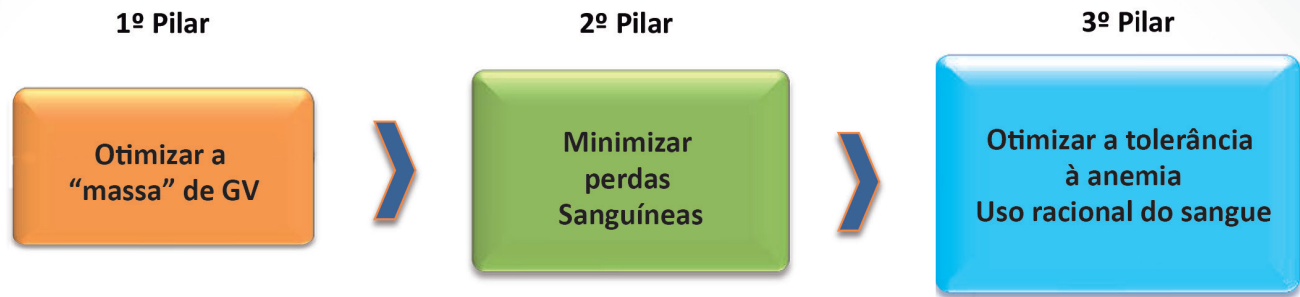 1º Pilar
2º Pilar
3º Pilar
Otimizar a
“massa” de GV
Minimizar
perdas
Sanguíneas
Otimizar a tolerância
à anemia
Uso racional do sangue